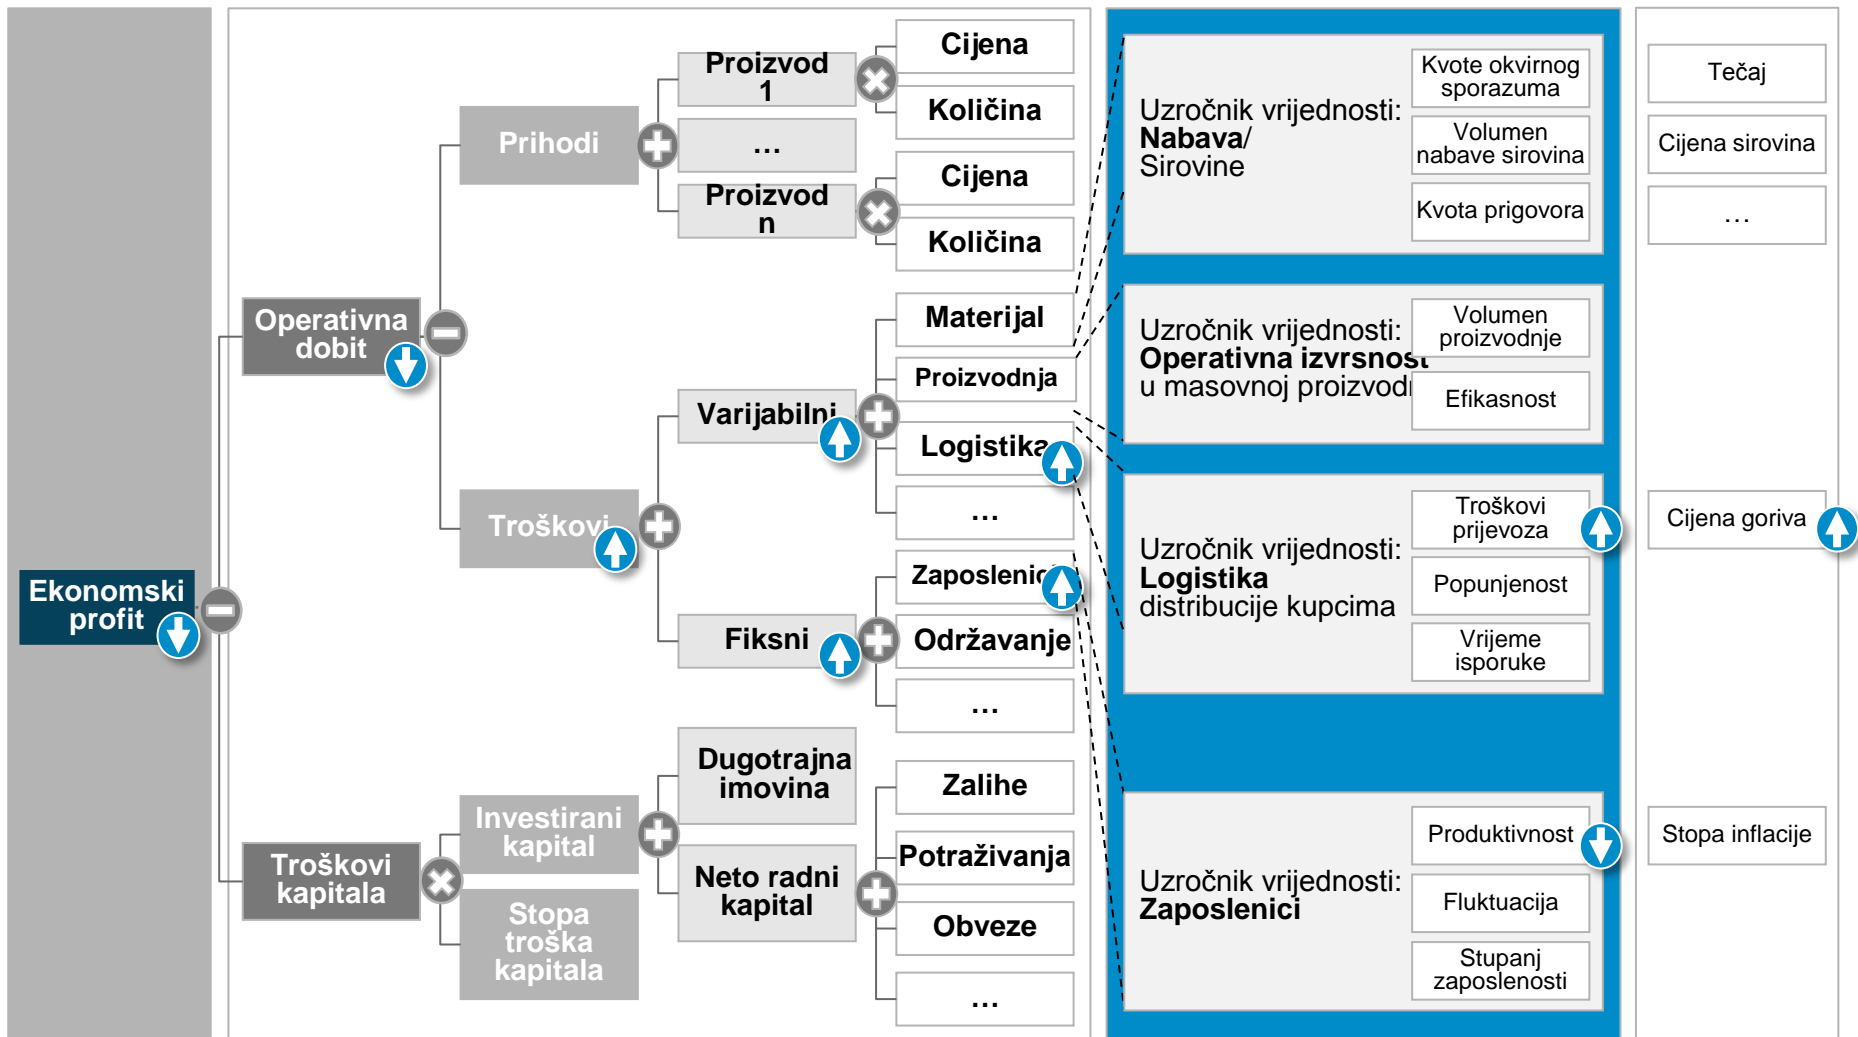 Ekonomski
profit
Operativna
dobit
Troškovi
kapitala
Prihodi
Troškovi
Investirani
kapital
Stopa
troška
kapitala
Proizvod
1
...
Proizvod
n
Varijabilni
Fiksni
Dugotrajna
imovina
Neto radni
kapital
Cijena
Količina
Cijena
Količina
Materijal
Proizvodnja
Logistika
...
Zaposlenici
Održavanje
...
Zalihe
Potraživanja
Obveze
...
Uzročnik vrijednosti:
Nabava/
Sirovine
Kvote okvirnog
sporazuma
Volumen
nabave sirovina
Kvota prigovora
Uzročnik vrijednosti:
Operativna izvrsnost
u masovnoj
Volumen
proizvodnje
Efikasnost
Uzročnik vrijednosti:
Logistika
distribucije kupcima
Troškovi
prijevoza
Popunjenost
Vrijeme
isporuke
Uzročnik vrijednosti:
Zaposlenici
Produktivnost
Fluktuacija
Stupanj
zaposlenosti
Tečaj
Cijena sirovina
...
Cijena goriva
Stopa inflacije